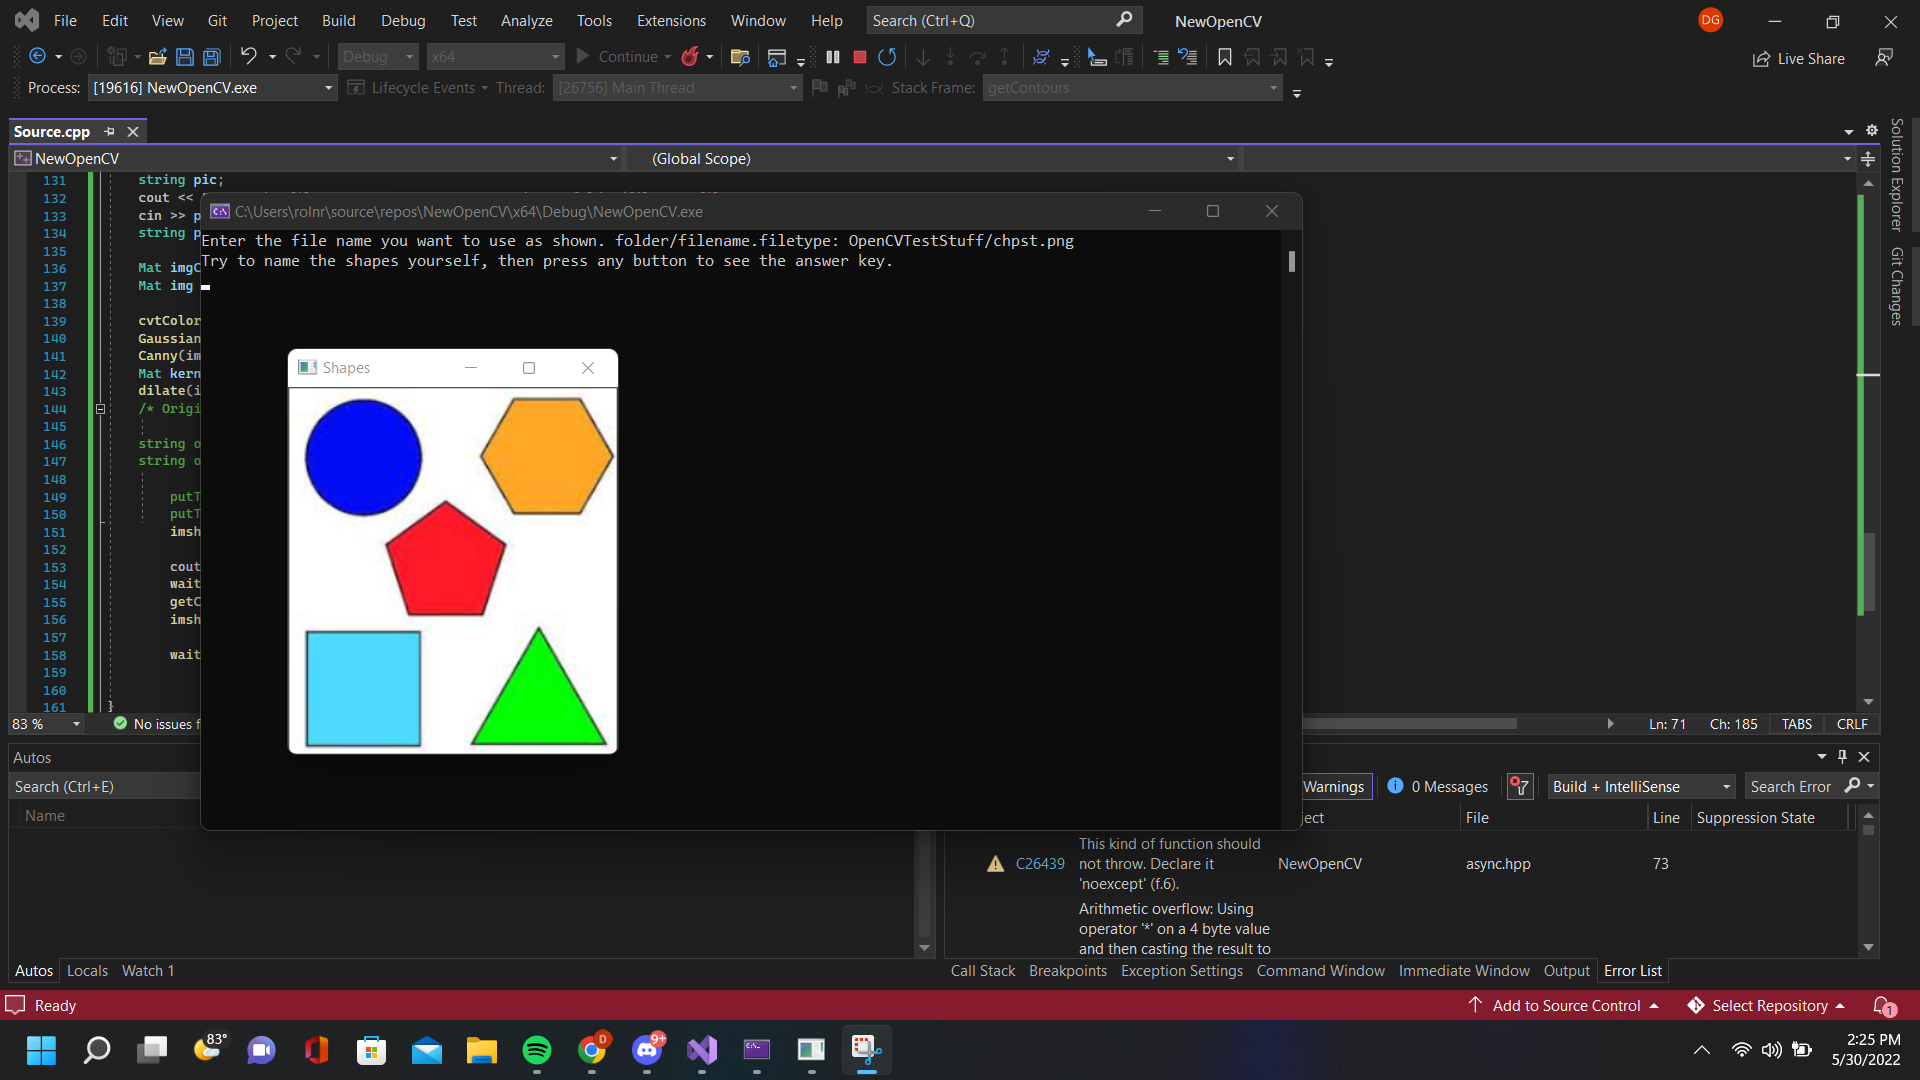 File Edit View Git Project Build Debug Test Analyze Tools Extensions Window Help Search (Ctrl+Q) NewOpenCV DG
Debug x64 Continue Live Share
Process: [19616] NewOpenCV.exe Lifecycle Events Thread: [26756] Main Thread Stack Frame: getContours
Source.cpp
NewOpenCV (Global Scope)
131 string pic;
132 cout <<
133 cin >> p
134 string p
135
136 Mat imgC
137 Mat img
138
139 cvtColor
140 Gaussian
141 Canny(im
142 Mat kern
143 dilate(i
144 /* Origi
145
146 string o
147 string o
148
149 putT
150 putT
151 imsh
152
153 cout
154 wait
155 getC
156 imsh
157
158 wait
159
160
161 }
C:\Users\rolnr\source\repos\NewOpenCV\x64\Debug\NewOpenCV.exe
Enter the file name you want to use as shown. folder/filename.filetype: OpenCVTestStuff/chpst.png
Try to name the shapes yourself, then press any button to see the answer key.
Shapes
Solution Explorer
Git Changes
83 % No issues f Ln: 71 Ch: 185 TABS CRLF
Autos
Search (Ctrl+E)
Name
Warnings 0 Messages Build + IntelliSense Search Error
ject File Line Suppression State
C26439 This kind of function should
not throw. Declare it NewOpenCV async.hpp 73
'noexcept' (f.6).
Arithmetic overflow: Using
operator '*' on a 4 byte value
and then casting the result to
Autos Locals Watch 1
Call Stack Breakpoints Exception Settings Command Window Immediate Window Output Error List
Ready Add to Source Control Select Repository 1
83° D 9+
2:25 PM
5/30/2022